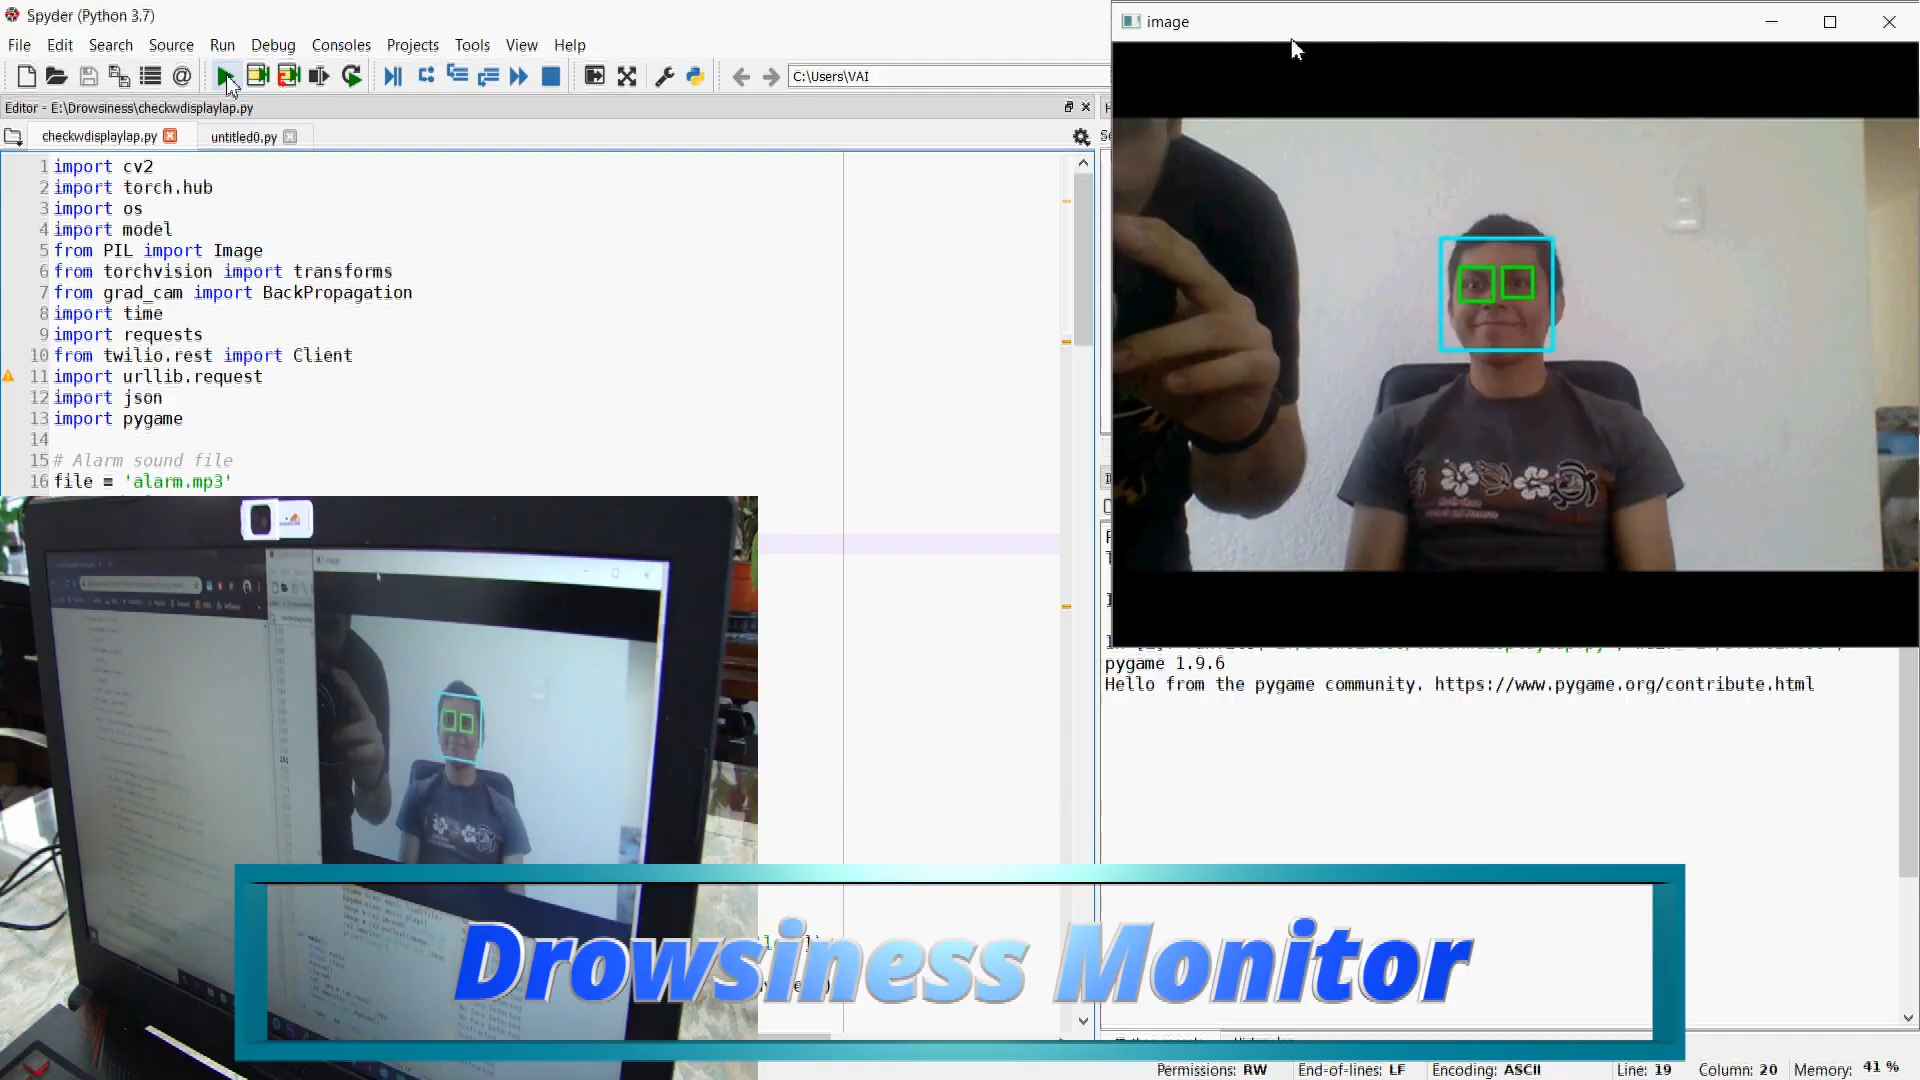 Spyder (Python 3.7)
File Edit Search Source Run Debug Consoles Projects Tools View Help
C:\Users\VAI
Editor - E:\Drowsiness\checkwdisplaylap.py
checkwdisplaylap.py untitled0.py
1 import cv2
2 import torch.hub
3 import os
4 import model
5 from PIL import Image
6 from torchvision import transforms
7 from grad_cam import BackPropagation
8 import time
9 import requests
10 from twilio.rest import Client
11 import urllib.request
12 import json
13 import pygame
14
15 # Alarm sound file
16 file = 'alarm.mp3'
image
pygame 1.9.6
Hello from the pygame community. https://www.pygame.org/contribute.html
Drowsiness Monitor
Permissions: RW End-of-lines: LF Encoding: ASCII Line: 19 Column: 20 Memory: 41 %